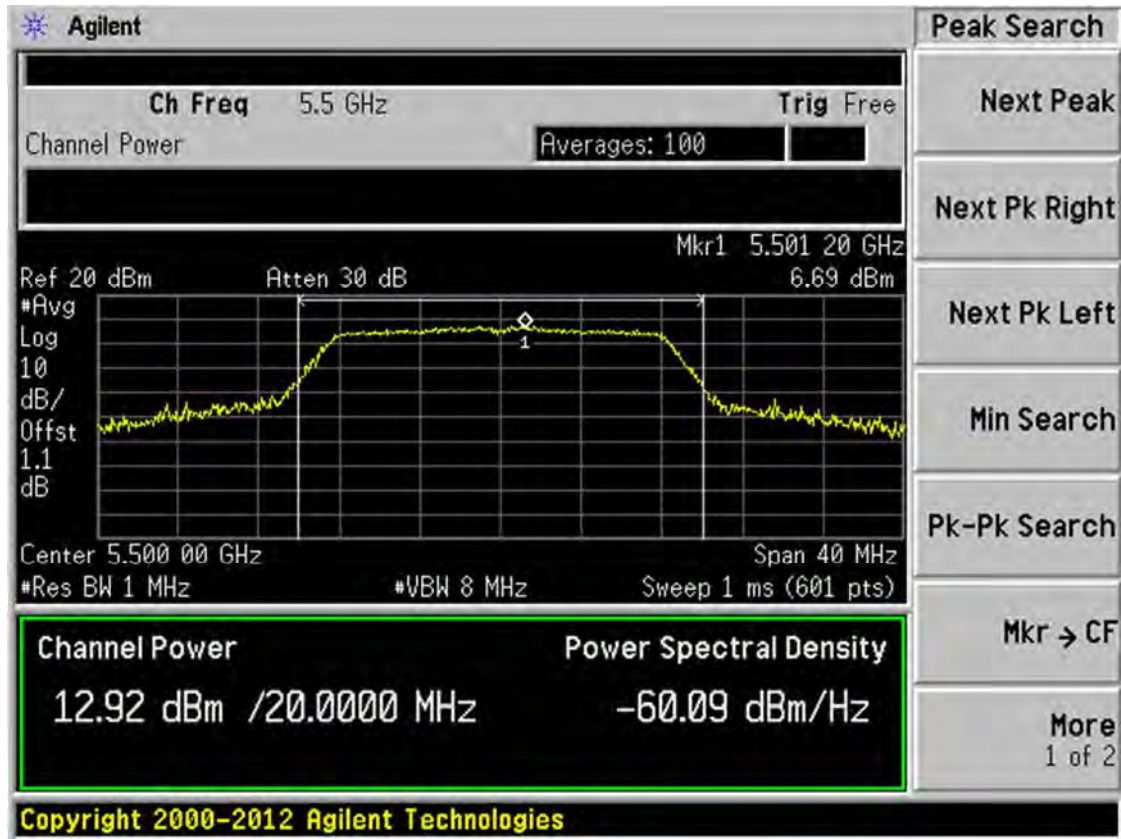 Agilent
Peak Search
Ch Freq 5.5 GHz Trig Free
Channel Power Averages: 100
Mkr1 5.501 20 GHz
Ref 20 dBm Atten 30 dB 6.69 dBm
#Avg
Log
10
dB/
Offst
1.1
dB
1
Center 5.500 00 GHz Span 40 MHz
#Res BW 1 MHz #VBW 8 MHz Sweep 1 ms (601 pts)
Channel Power Power Spectral Density
12.92 dBm /20.0000 MHz -60.09 dBm/Hz
Next Peak
Next Pk Right
Next Pk Left
Min Search
Pk-Pk Search
Mkr → CF
More
1 of 2
Copyright 2000-2012 Agilent Technologies